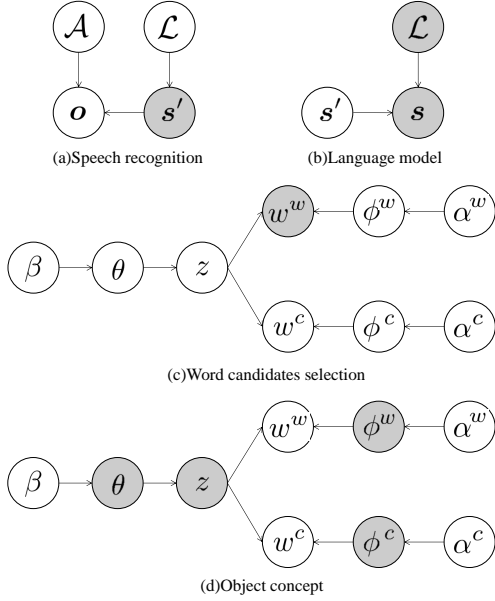 𝒜 ℒ ℒ
o s′ s′ s
(a)Speech recognition (b)Language model
w^w ϕ^w α^w
β θ z
w^c ϕ^c α^c
(c)Word candidates selection
w^w ϕ^w α^w
β θ z
w^c ϕ^c α^c
(d)Object concept